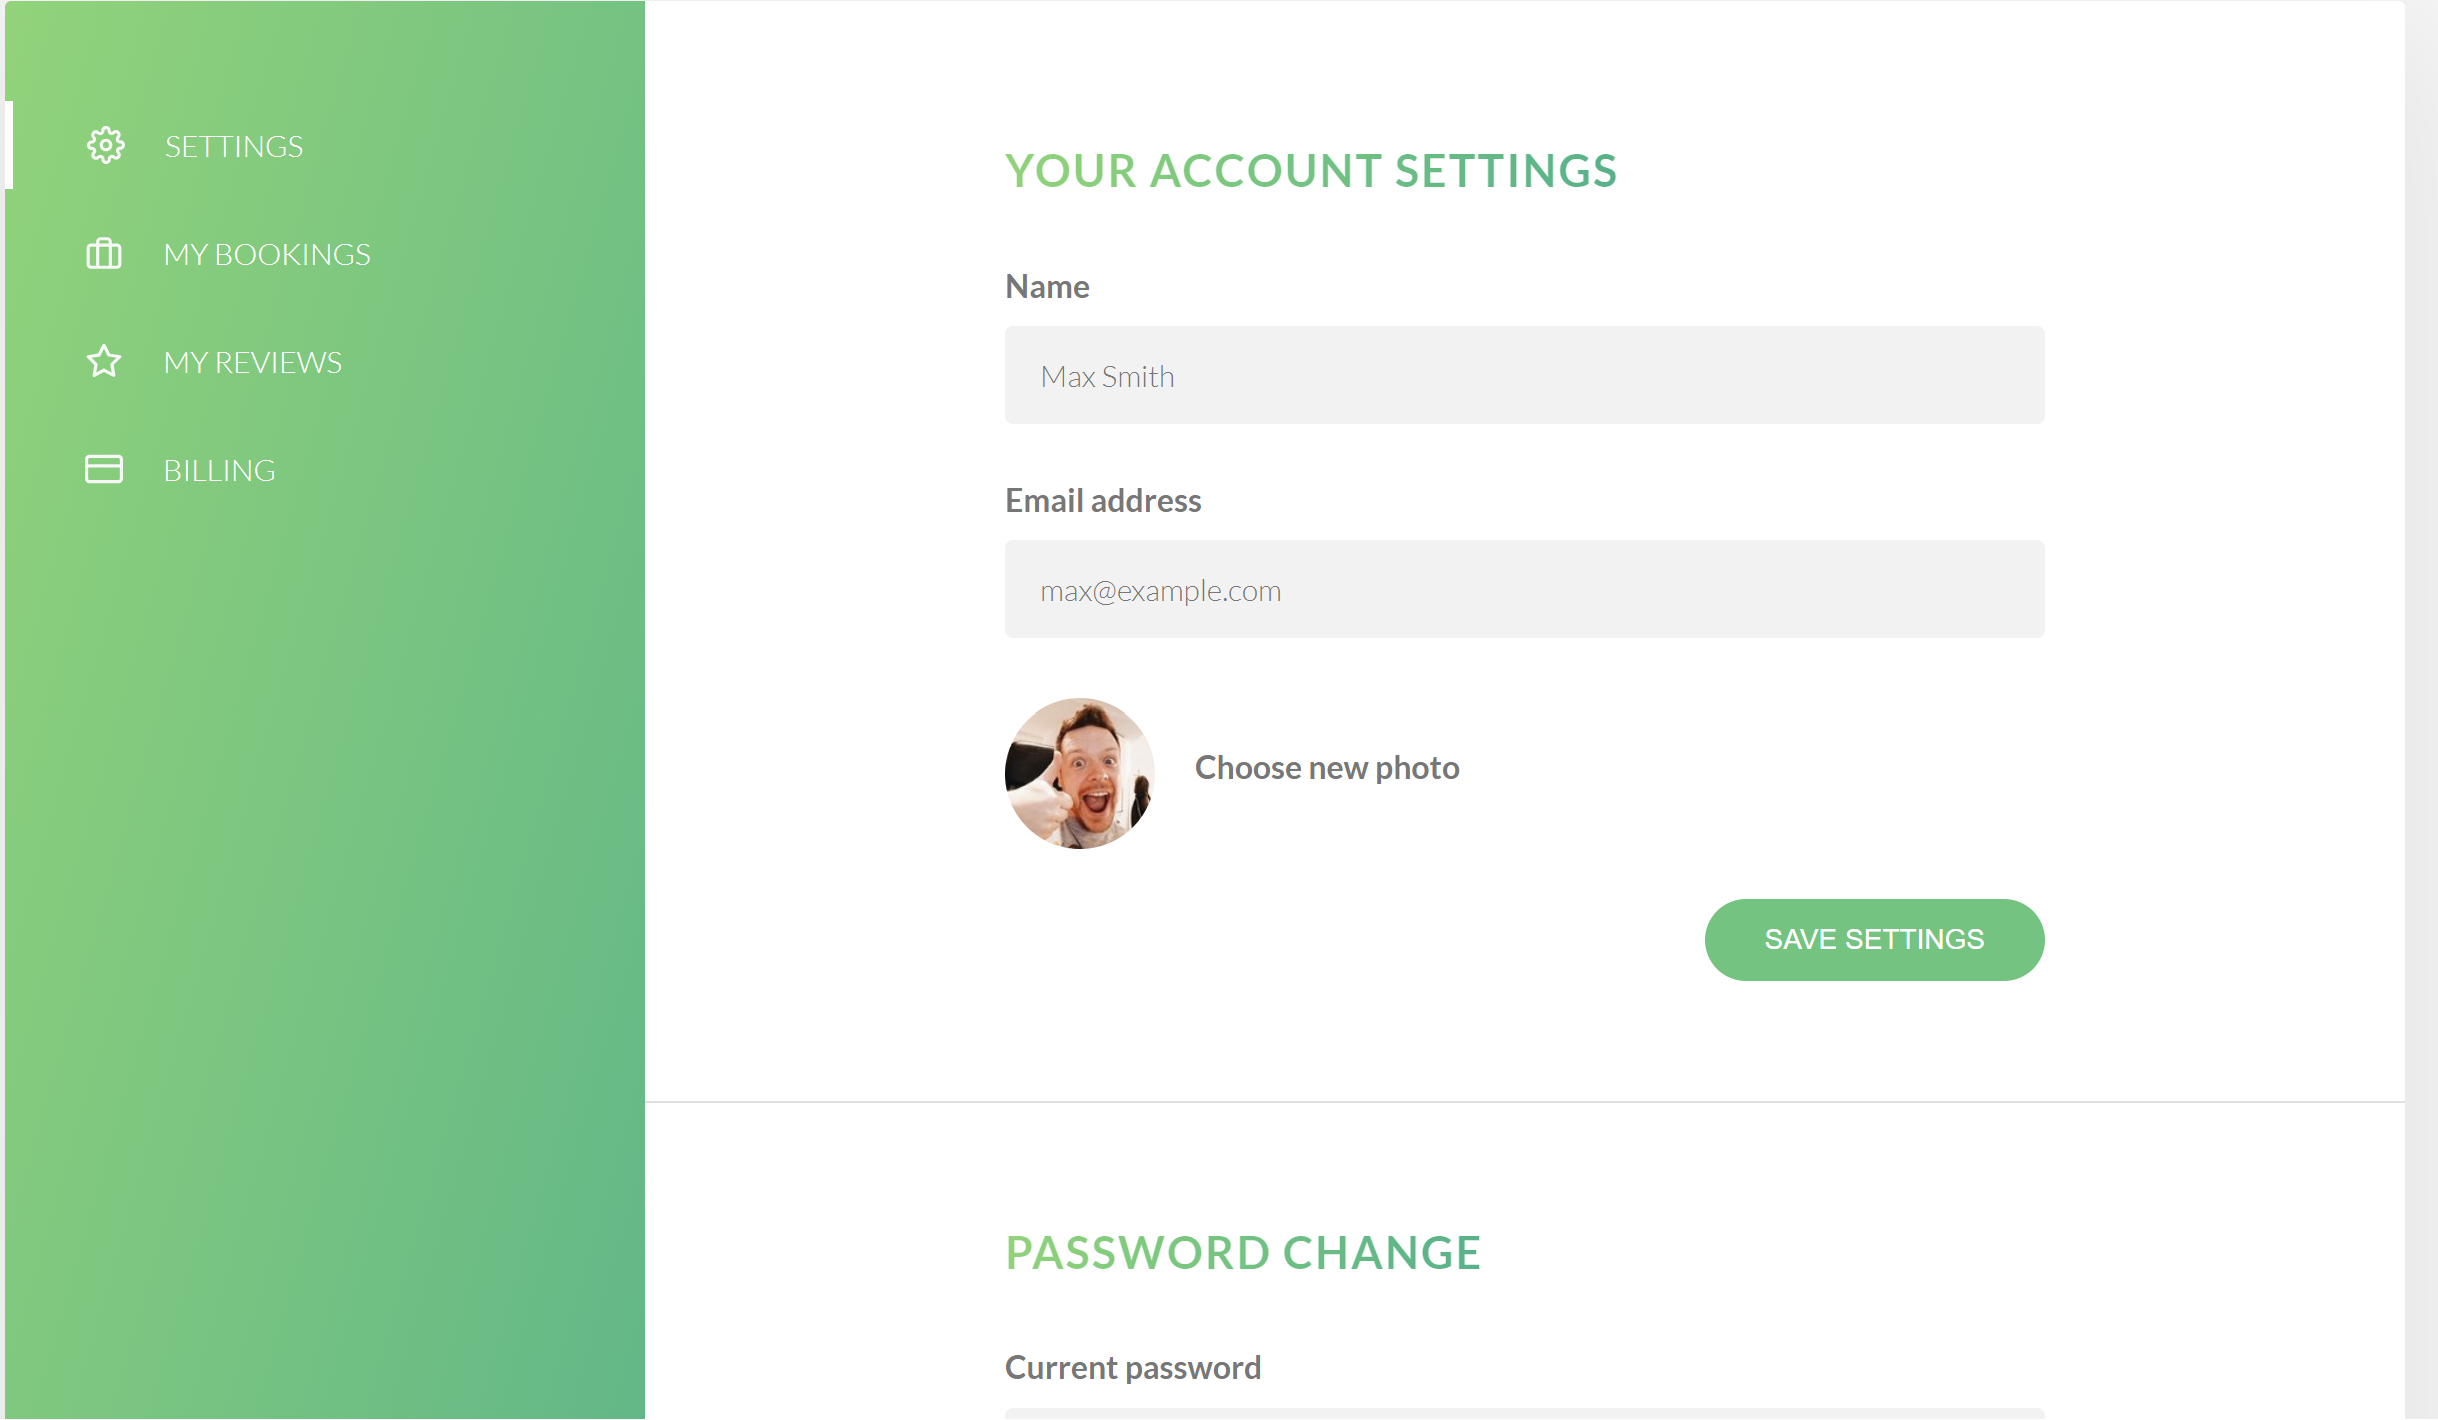 SETTINGS
MY BOOKINGS
MY REVIEWS
BILLING
YOUR ACCOUNT SETTINGS
Name
Max Smith
Email address
max@example.com
Choose new photo
SAVE SETTINGS
PASSWORD CHANGE
Current password